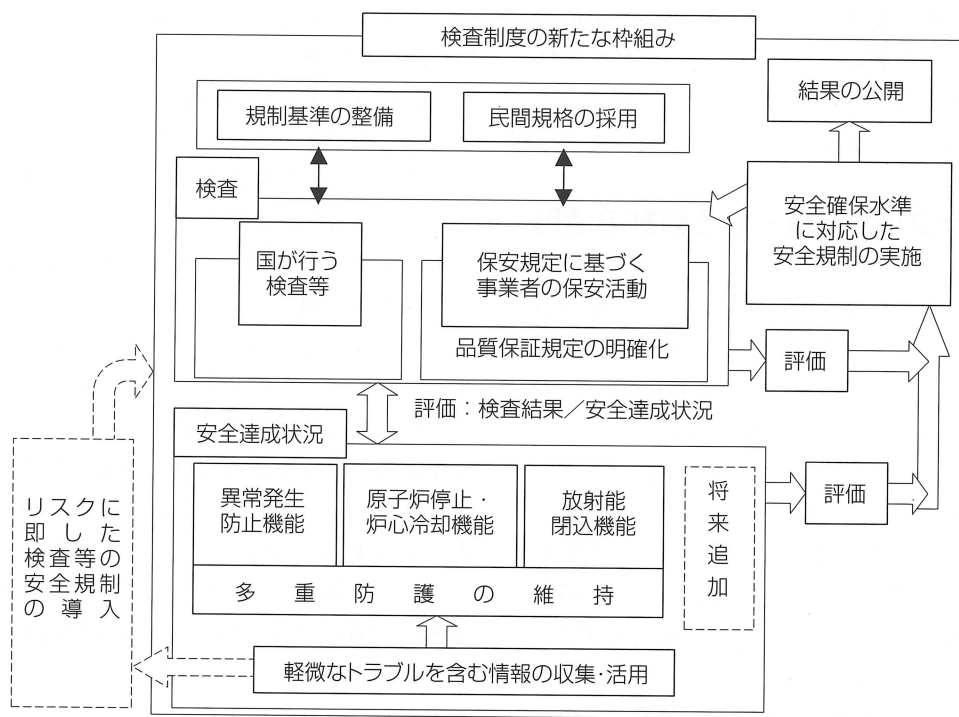 検査制度の新たな枠組み
結果の公開
規制基準の整備
民間規格の採用
検査
安全確保水準
に対応した
安全規制の実施
国が行う
検査等
保安規定に基づく
事業者の保安活動
品質保証規定の明確化
評価
評価：検査結果／安全達成状況
安全達成状況
異常発生
防止機能
原子炉停止・
炉心冷却機能
放射能
閉込機能
将来追加
評価
多重防護の維持
リスクに
即した
検査等の
安全規制
の導入
軽微なトラブルを含む情報の収集・活用